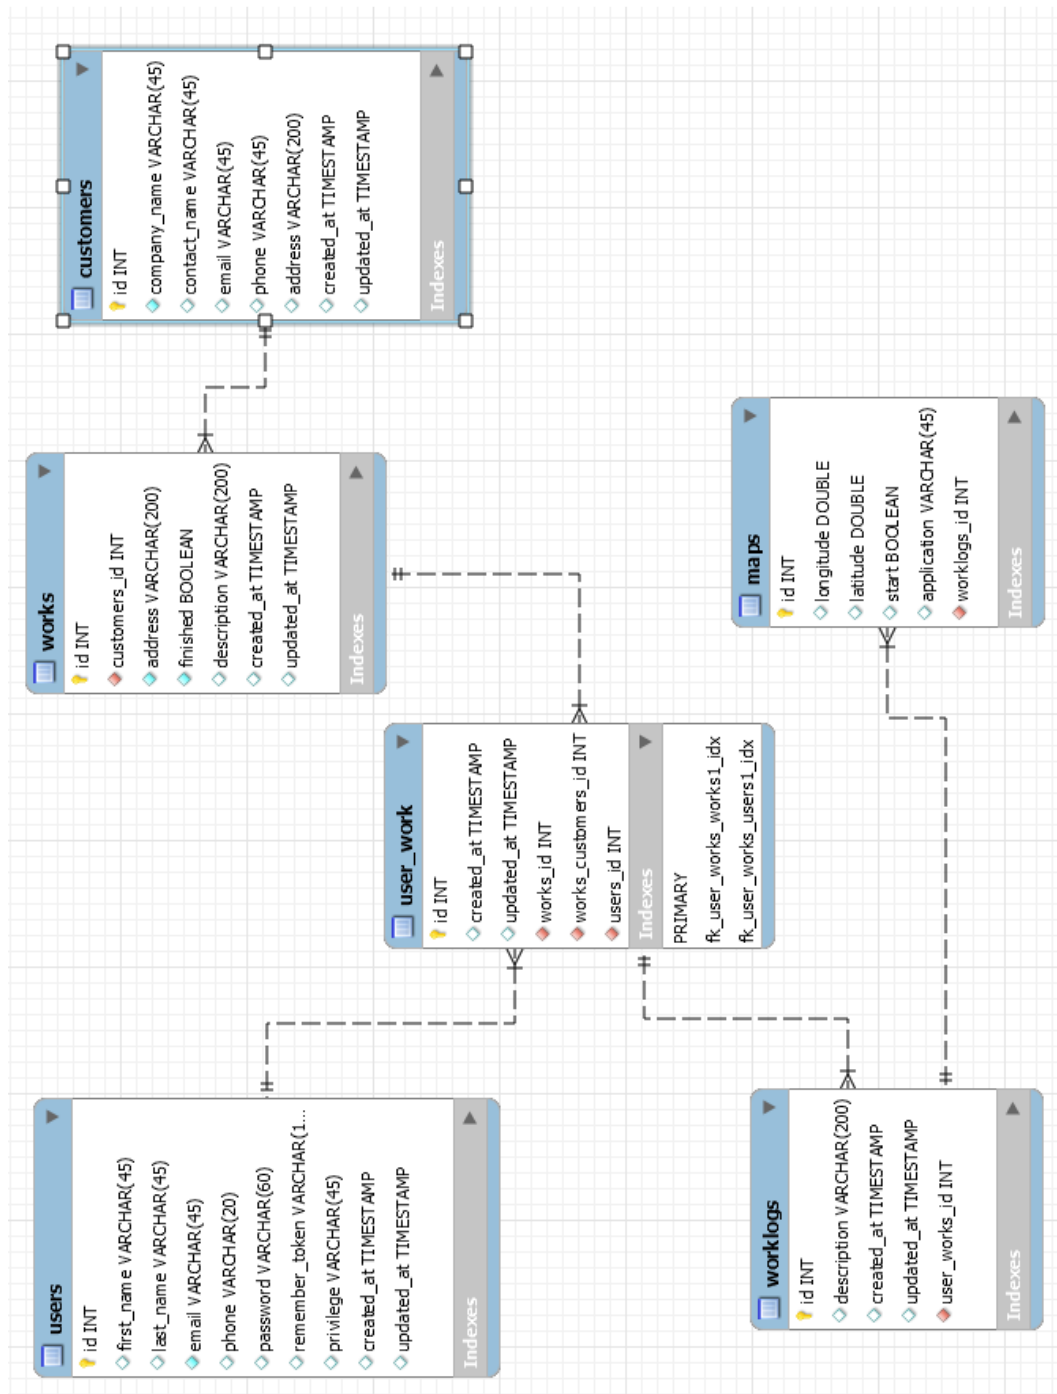 users
id INT
first_name VARCHAR(45)
last_name VARCHAR(45)
email VARCHAR(45)
phone VARCHAR(20)
password VARCHAR(60)
remember_token VARCHAR(1...
privilege VARCHAR(45)
created_at TIMESTAMP
updated_at TIMESTAMP
Indexes
works
id INT
customers_id INT
address VARCHAR(200)
finished BOOLEAN
description VARCHAR(200)
created_at TIMESTAMP
updated_at TIMESTAMP
Indexes
customers
id INT
company_name VARCHAR(45)
contact_name VARCHAR(45)
email VARCHAR(45)
phone VARCHAR(45)
address VARCHAR(200)
created_at TIMESTAMP
updated_at TIMESTAMP
Indexes
user_work
id INT
created_at TIMESTAMP
updated_at TIMESTAMP
works_id INT
works_customers_id INT
users_id INT
Indexes
PRIMARY
fk_user_works_works1_idx
fk_user_works_users1_idx
worklogs
id INT
description VARCHAR(200)
created_at TIMESTAMP
updated_at TIMESTAMP
user_works_id INT
Indexes
maps
id INT
longitude DOUBLE
latitude DOUBLE
start BOOLEAN
application VARCHAR(45)
worklogs_id INT
Indexes